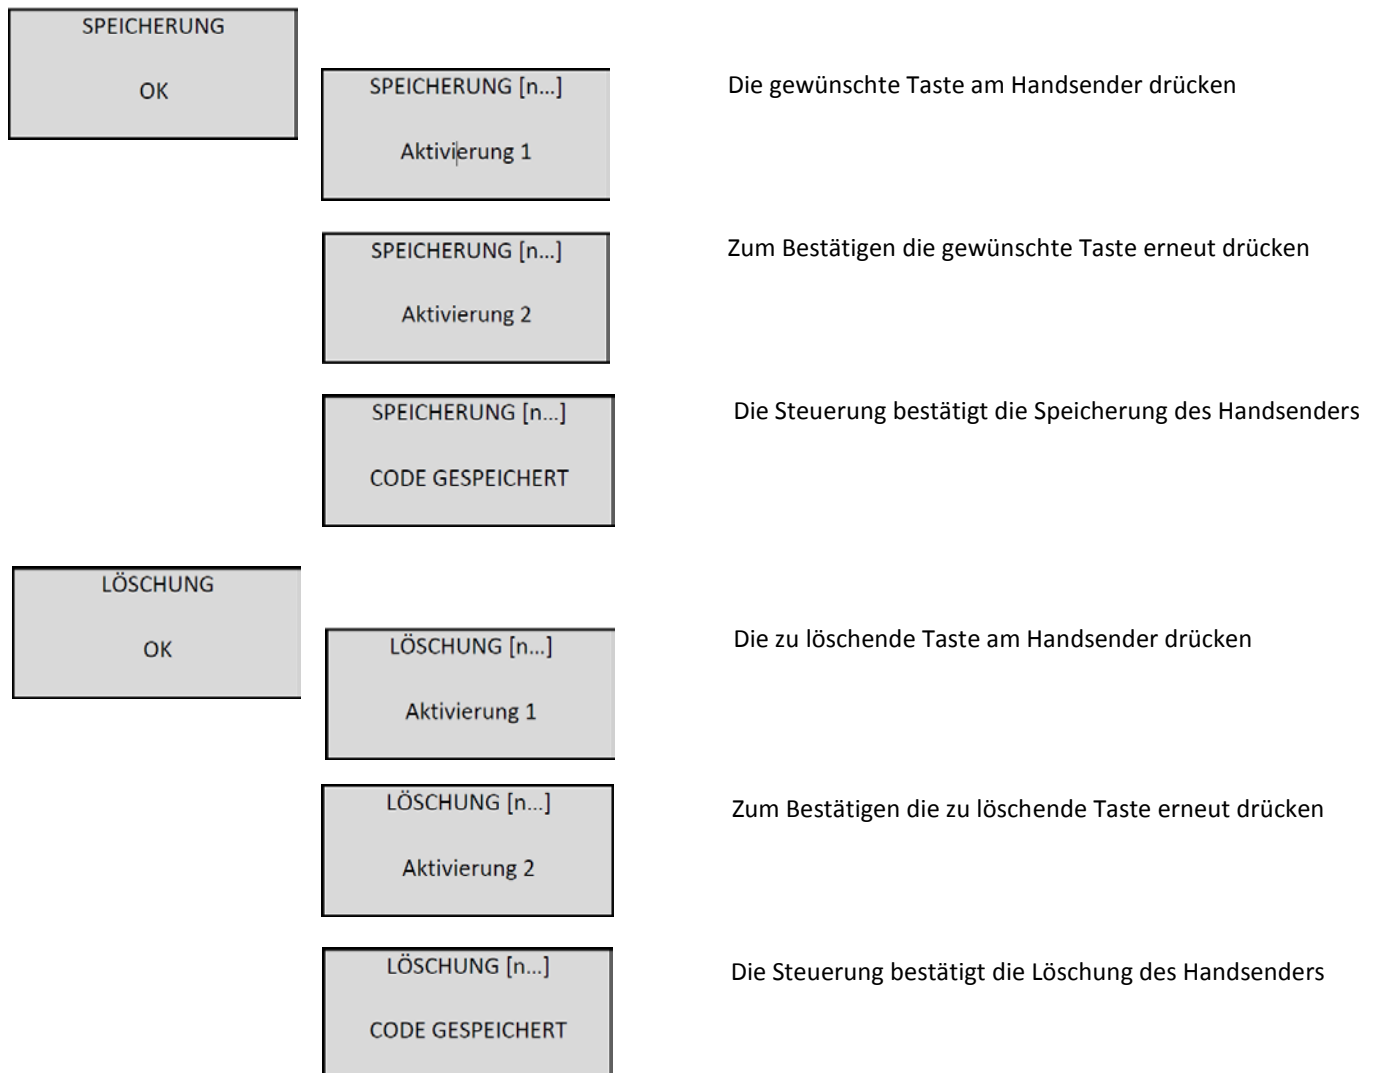 SPEICHERUNG
OK
SPEICHERUNG [n...]
Aktivierung 1
Die gewünschte Taste am Handsender drücken
SPEICHERUNG [n...]
Aktivierung 2
Zum Bestätigen die gewünschte Taste erneut drücken
SPEICHERUNG [n...]
CODE GESPEICHERT
Die Steuerung bestätigt die Speicherung des Handsenders
LÖSCHUNG
OK
LÖSCHUNG [n...]
Aktivierung 1
Die zu löschende Taste am Handsender drücken
LÖSCHUNG [n...]
Aktivierung 2
Zum Bestätigen die zu löschende Taste erneut drücken
LÖSCHUNG [n...]
CODE GESPEICHERT
Die Steuerung bestätigt die Löschung des Handsenders